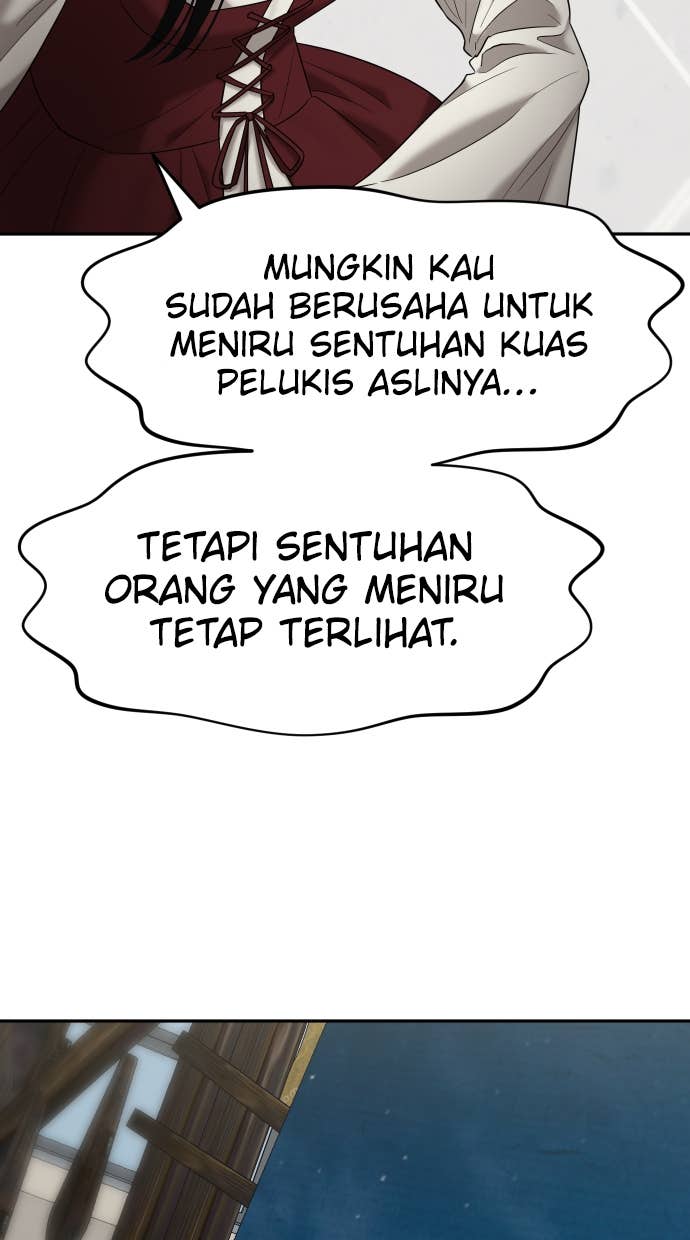 MUNGKIN KAU
SUDAH BERUSAHA UNTUK
MENIRU SENTUHAN KUAS
PELUKIS ASLINYA...
TETAPI SENTUHAN
ORANG YANG MENIRU
TETAP TERLIHAT.